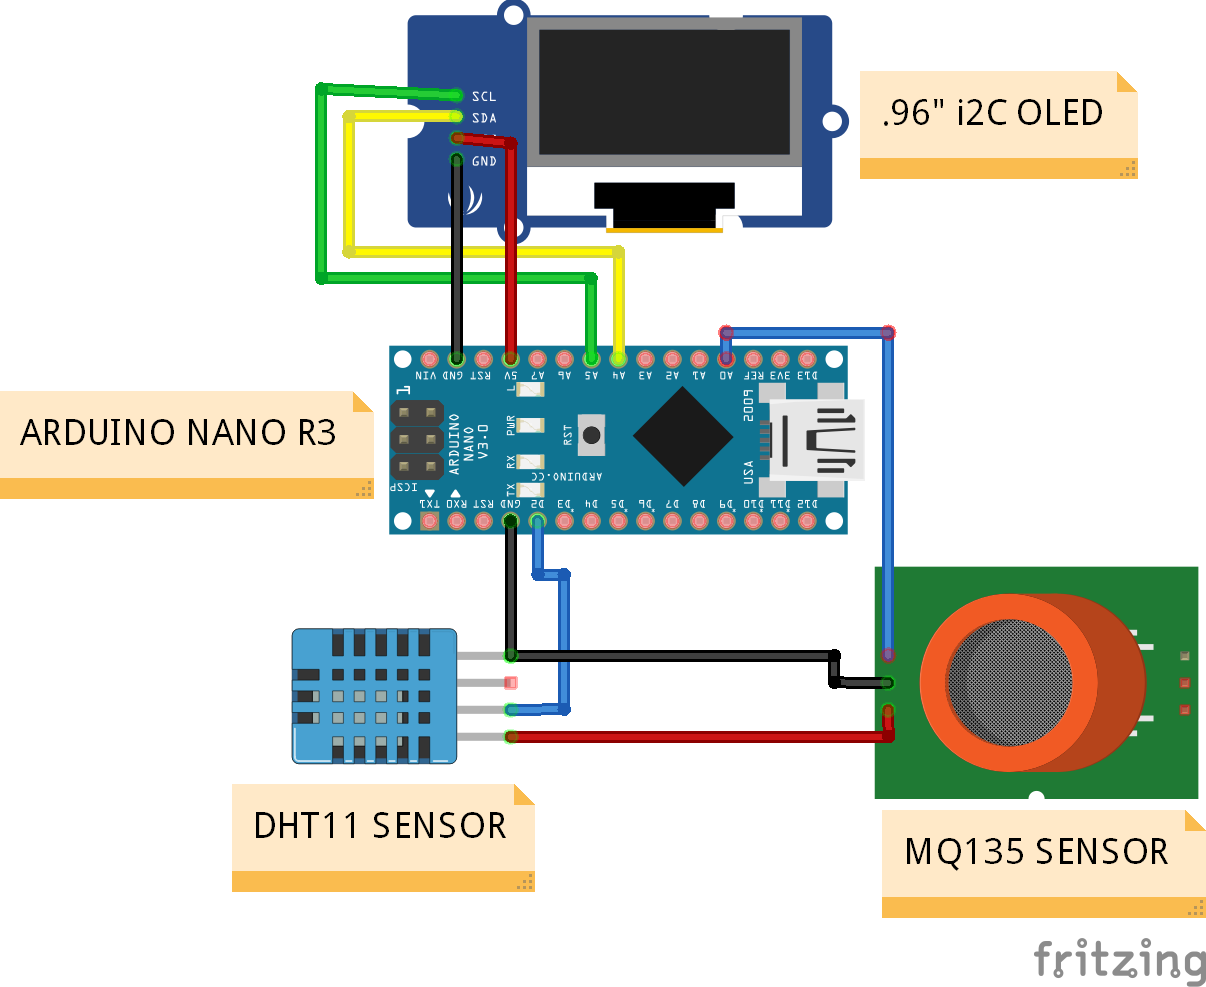 SCL
SDA
GND
.96" i2C OLED
VIN GND RST 5V A7 A6 A5 A4 A3 A2 A1 A0 REF 3V3 D13
1
L
PWR
RX
TX
ARDUINO
NANO
V3.0
RST
ARDUINO.CC
USA
ICSP
TX1 RX0 RST GND D2 D3 D4 D5 D6 D7 D8 D9 D10 D11 D12
ARDUINO NANO R3
DHT11 SENSOR
MQ135 SENSOR
fritzing